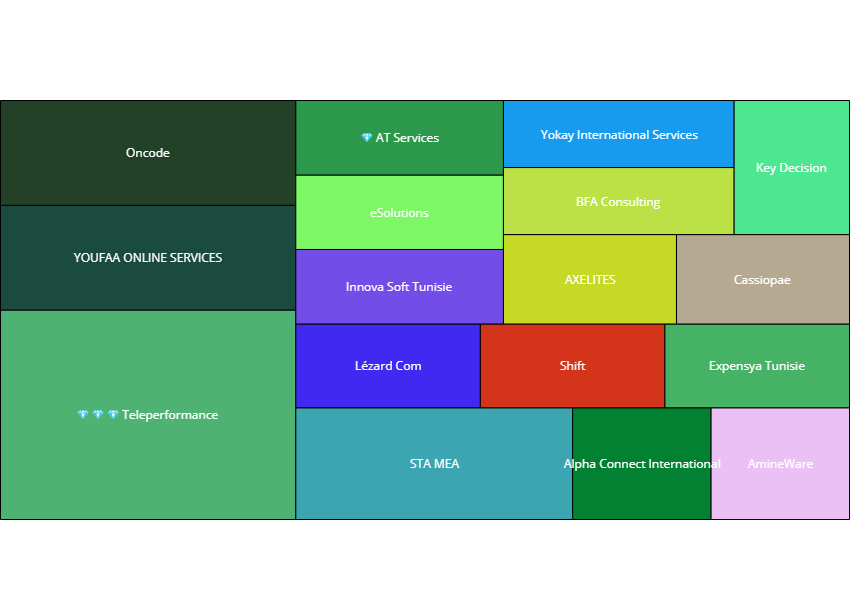 Oncode
YOUFAA ONLINE SERVICES
💎 💎 💎 Teleperformance
💎 AT Services
eSolutions
Innova Soft Tunisie
Yokay International Services
BFA Consulting
Key Decision
AXELITES
Cassiopae
Lézard Com
Shift
Expensya Tunisie
STA MEA
Alpha Connect International
AmineWare